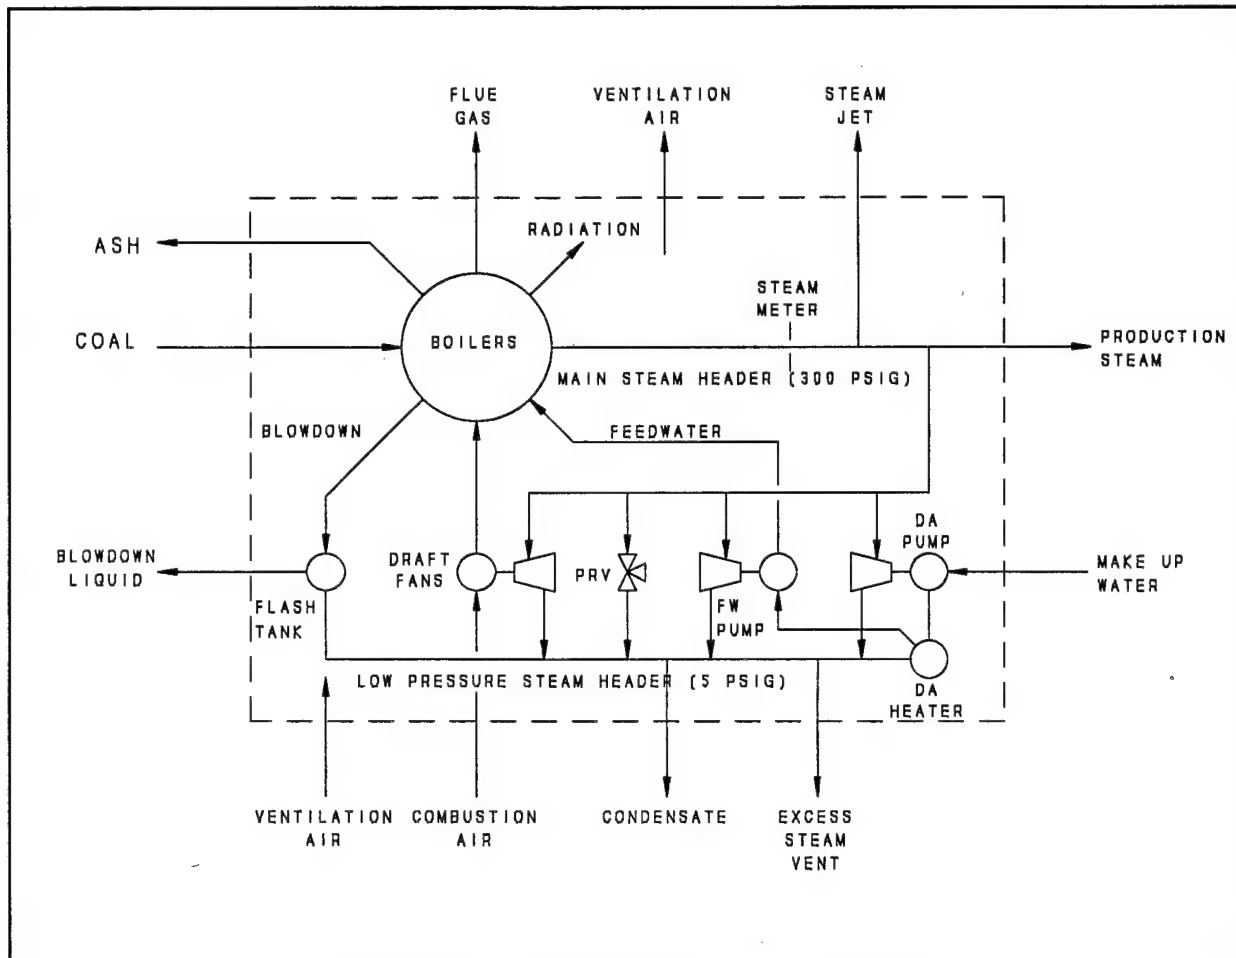 FLUE
GAS
VENTILATION
AIR
STEAM
JET
ASH
RADIATION
STEAM
METER
COAL
BOILERS
PRODUCTION
STEAM
MAIN STEAM HEADER (300 PSIG)
BLOWDOWN
FEEDWATER
DA
PUMP
BLOWDOWN
LIQUID
DRAFT
FANS
PRV
MAKE UP
WATER
FLASH
TANK
FW
PUMP
LOW PRESSURE STEAM HEADER (5 PSIG)
DA
HEATER
VENTILATION
AIR
COMBUSTION
AIR
CONDENSATE
EXCESS
STEAM
VENT